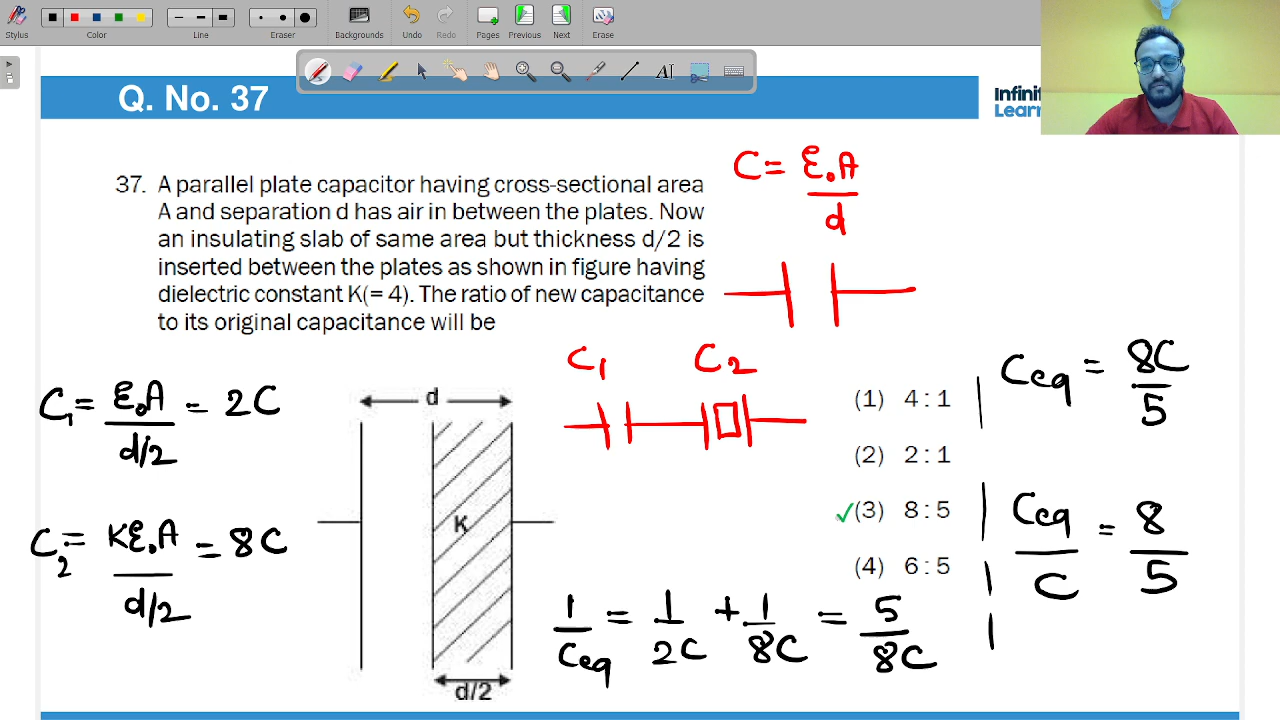 Stylus
Color
Line
Eraser
Backgrounds
Undo
Redo
Pages
Previous
Next
Erase
Q. No. 37
Infinit
Learn
37. A parallel plate capacitor having cross-sectional area
A and separation d has air in between the plates. Now
an insulating slab of same area but thickness d/2 is
inserted between the plates as shown in figure having
dielectric constant K(= 4). The ratio of new capacitance
to its original capacitance will be
C = ε₀A / d
C₁ C₂
C₁ = ε₀A / d/2 = 2C
C₂ = Kε₀A / d/2 = 8C
d
K
d/2
(1) 4 : 1
(2) 2 : 1
✓(3) 8 : 5
(4) 6 : 5
1/Ceq = 1/2C + 1/8C = 5/8C
Ceq = 8C/5
Ceq/C = 8/5